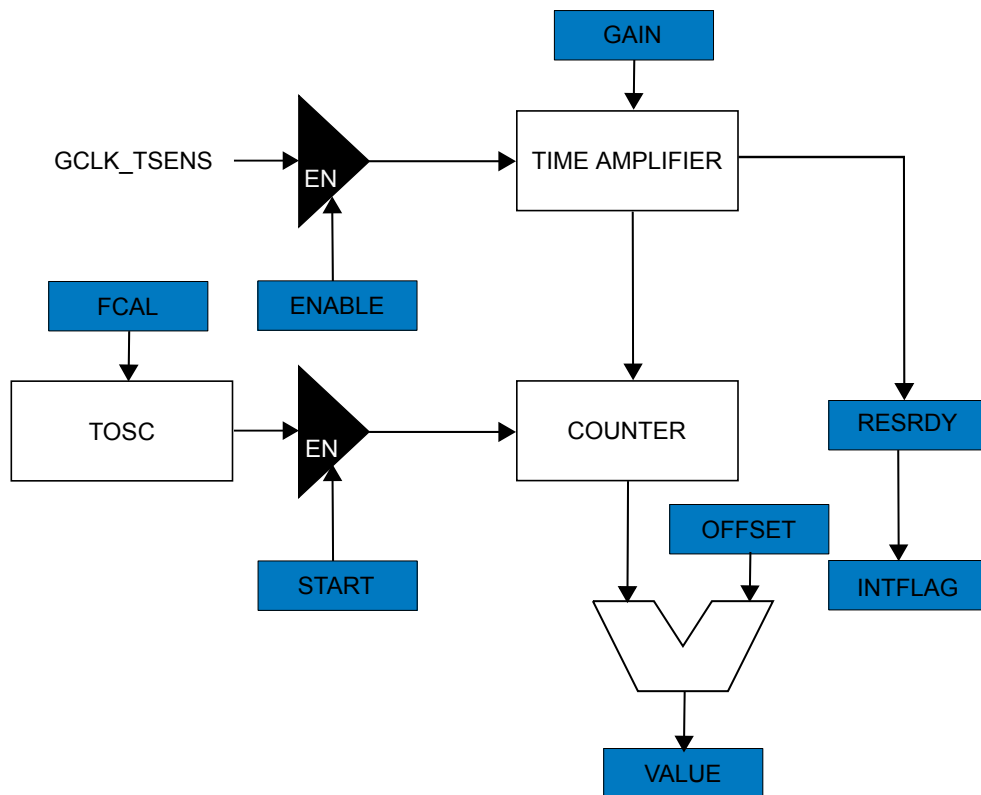 GAIN
GCLK_TSENS
EN
TIME AMPLIFIER
FCAL
ENABLE
TOSC
EN
COUNTER
RESRDY
OFFSET
START
INTFLAG
VALUE